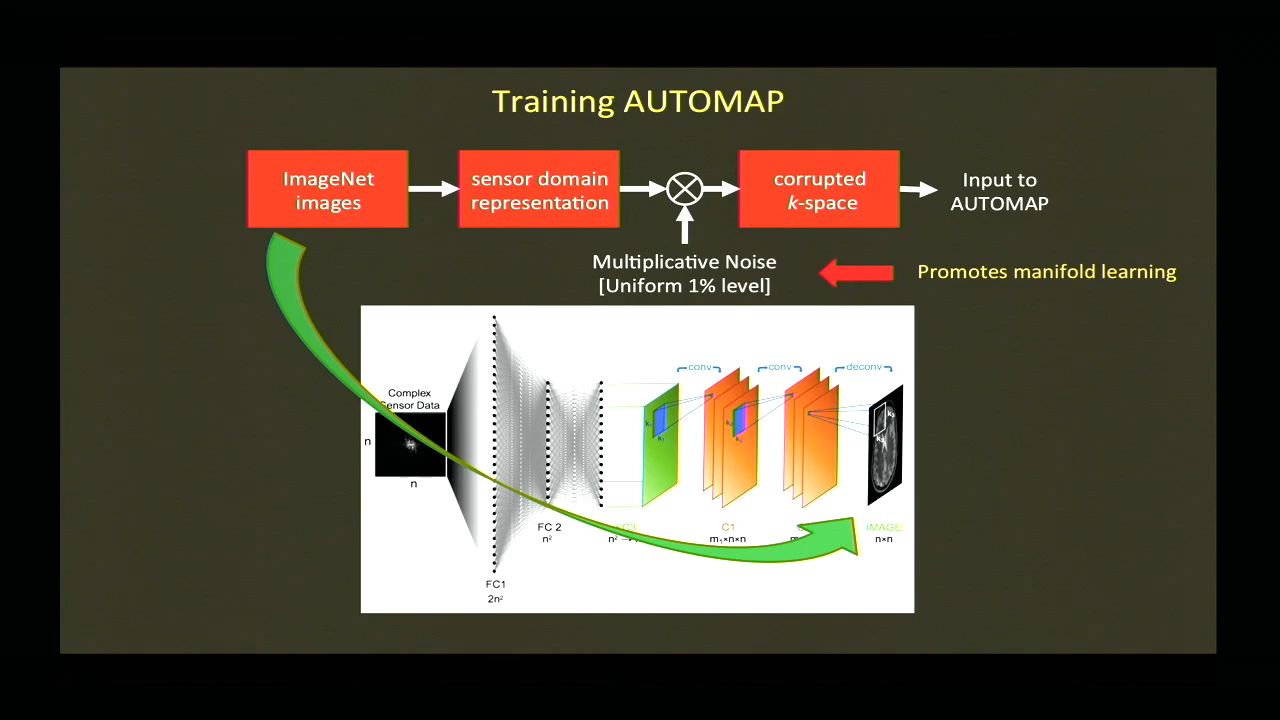 Training AUTOMAP
ImageNet
images
sensor domain
representation
corrupted
k-space
Input to
AUTOMAP
Multiplicative Noise
[Uniform 1% level]
Promotes manifold learning
conv
conv
deconv
Complex
Sensor Data
n
n
FC1
2n²
FC 2
n²
n²
C1
m₁×n×n
IMAGE
n×n